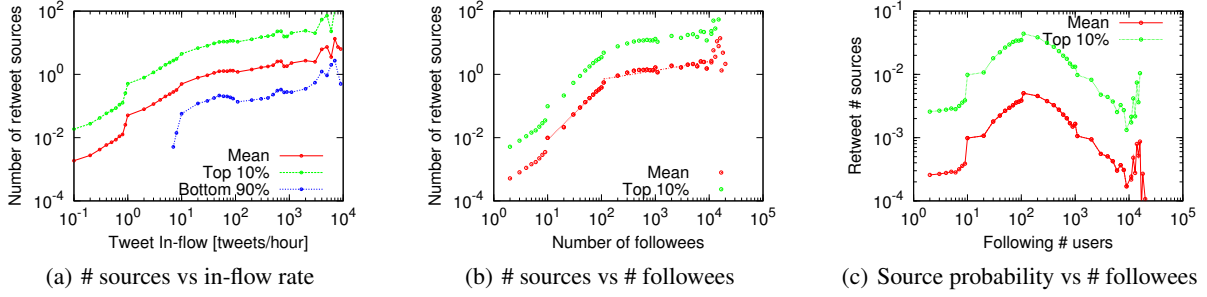 Number of retweet sources
10^2
10^0
10^-2
10^-4
Mean
Top 10%
Bottom 90%
10^-1 10^0 10^1 10^2 10^3 10^4
Tweet In-flow [tweets/hour]
(a) # sources vs in-flow rate
Number of retweet sources
10^2
10^0
10^-2
10^-4
Mean
Top 10%
10^0 10^1 10^2 10^3 10^4 10^5
Number of followees
(b) # sources vs # followees
Retweet # sources
10^-1
10^-2
10^-3
10^-4
Mean
Top 10%
10^0 10^1 10^2 10^3 10^4 10^5
Following # users
(c) Source probability vs # followees